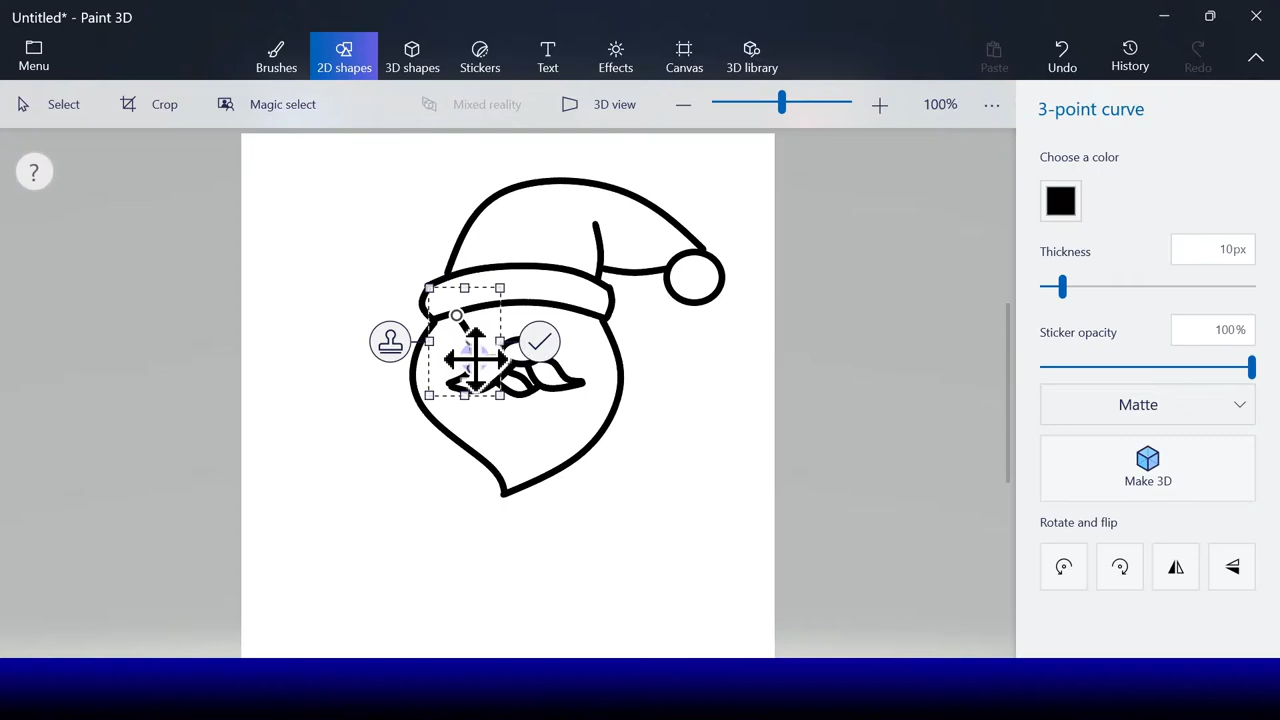 Untitled* - Paint 3D
Menu
Brushes
2D shapes
3D shapes
Stickers
Text
Effects
Canvas
3D library
Paste
Undo
History
Redo
Select
Crop
Magic select
Mixed reality
3D view
100%
?
3-point curve
Choose a color
Thickness
10px
Sticker opacity
100%
Matte
Make 3D
Rotate and flip